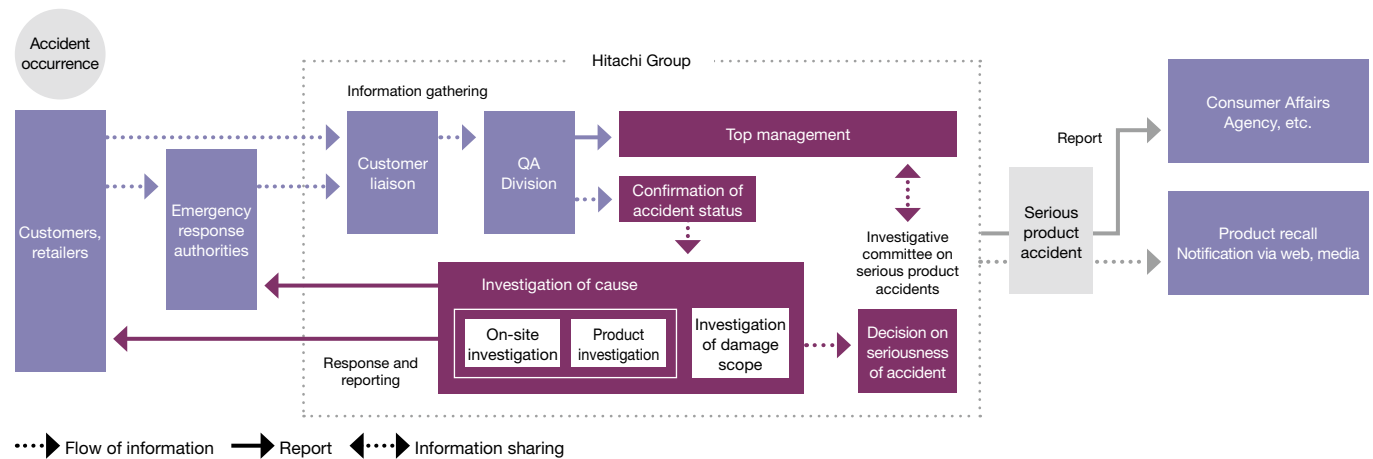 Accident
occurrence
Customers,
retailers
Emergency
response
authorities
Hitachi Group
Information gathering
Customer
liaison
QA
Division
Top management
Confirmation of
accident status
Investigation of cause
On-site
investigation
Product
investigation
Investigation
of damage
scope
Response and
reporting
Investigative
committee on
serious product
accidents
Decision on
seriousness
of accident
Serious
product
accident
Report
Consumer Affairs
Agency, etc.
Product recall
Notification via web, media
Flow of information
Report
Information sharing